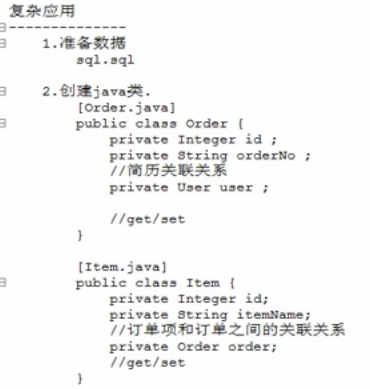 复杂应用
---------------
1.准备数据
sql.sql
2.创建java类.
[Order.java]
public class Order {
private Integer id ;
private String orderNo ;
//简历关联关系
private User user ;
//get/set
}
[Item.java]
public class Item {
private Integer id;
private String itemName;
//订单项和订单之间的关联关系
private Order order;
//get/set
}